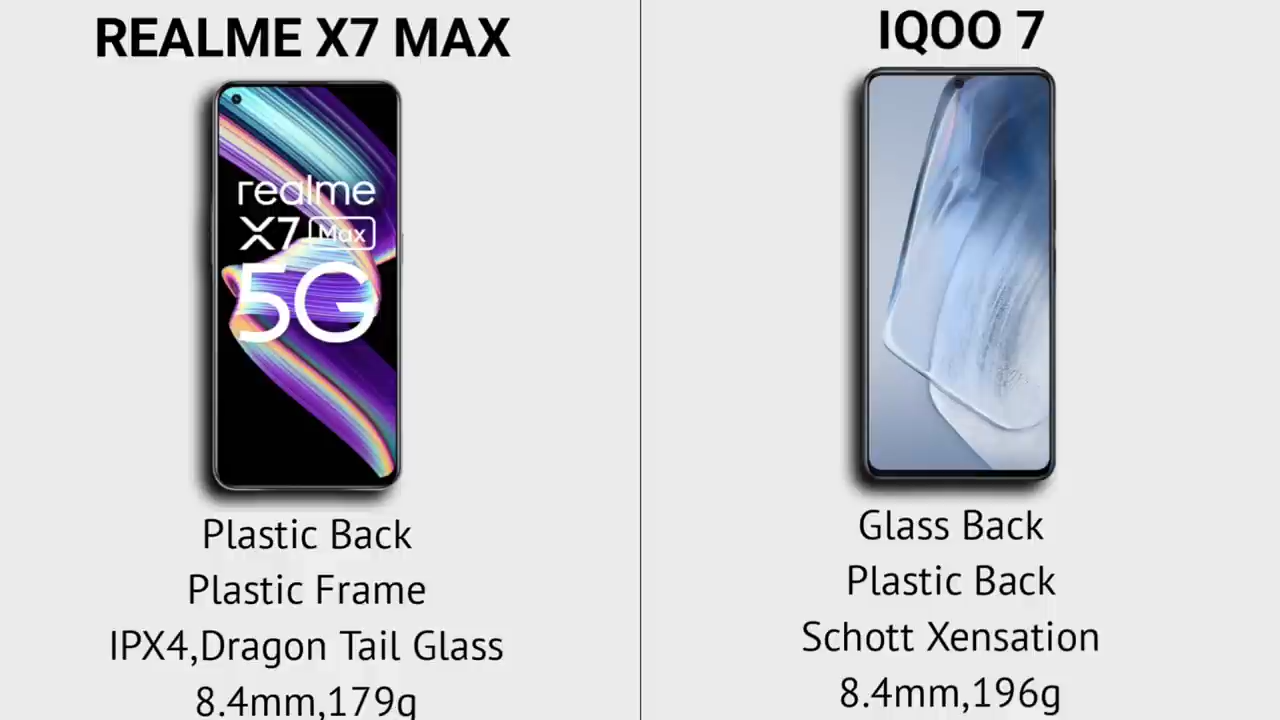 REALME X7 MAX
realme
X7 Max
5G
Plastic Back
Plastic Frame
IPX4,Dragon Tail Glass
8.4mm,179g
IQOO 7
Glass Back
Plastic Back
Schott Xensation
8.4mm,196g